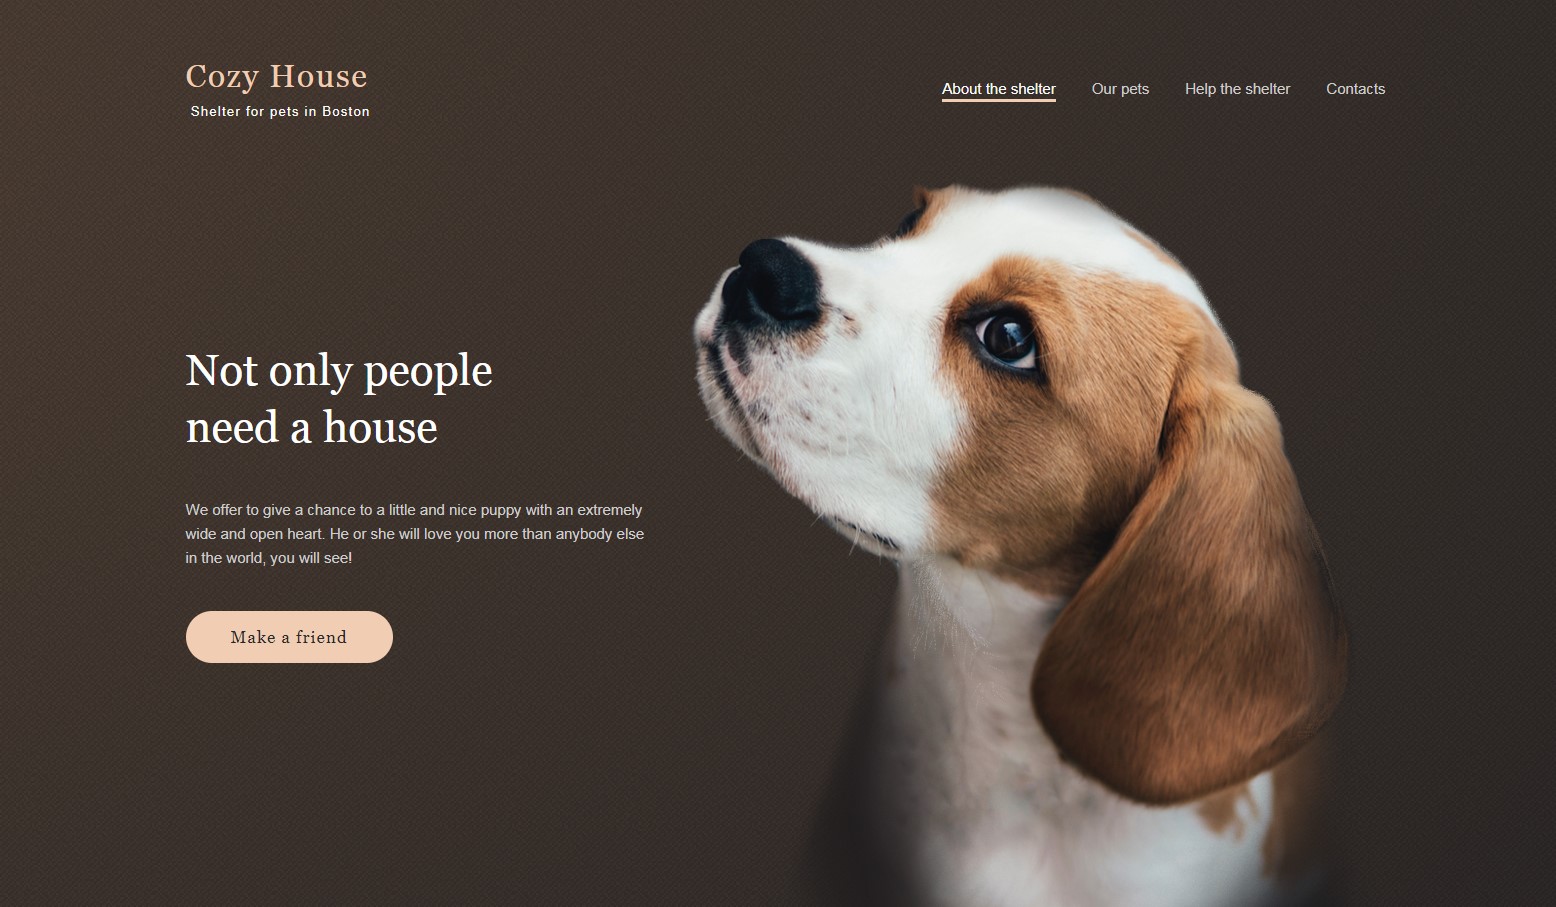 Cozy House
Shelter for pets in Boston
About the shelter
Our pets
Help the shelter
Contacts
Not only people
need a house
We offer to give a chance to a little and nice puppy with an extremely
wide and open heart. He or she will love you more than anybody else
in the world, you will see!
Make a friend